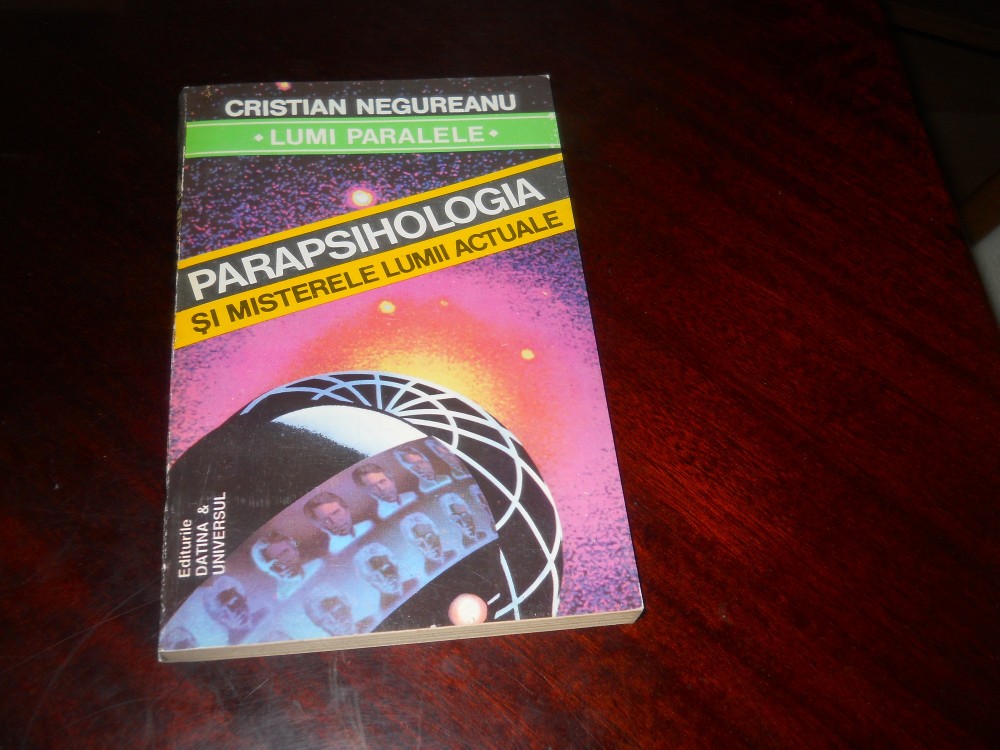 CRISTIAN NEGUREANU
LUMI PARALELE
PARAPSIHOLOGIA
ŞI MISTERELE LUMII ACTUALE
Editurile
DATINA &
UNIVERSUL